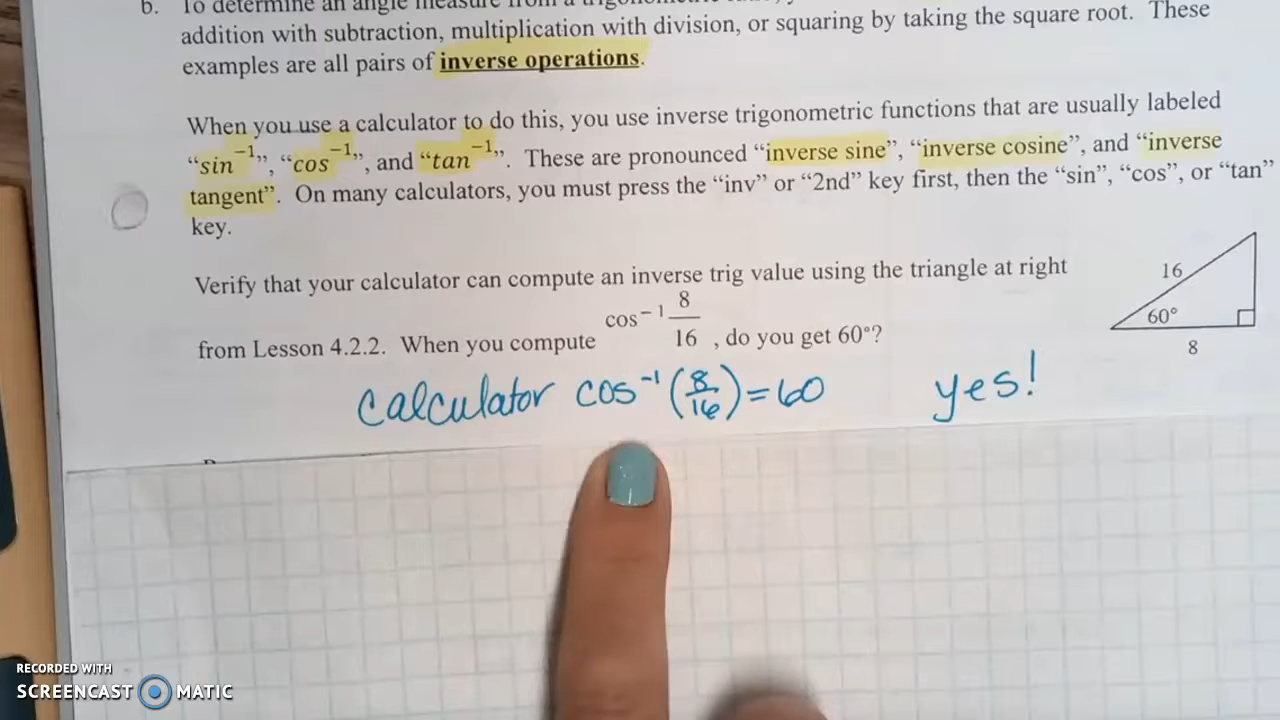 b. To determine an angle measure from a
addition with subtraction, multiplication with division, or squaring by taking the square root. These
examples are all pairs of inverse operations.
When you use a calculator to do this, you use inverse trigonometric functions that are usually labeled
“sin⁻¹”, “cos⁻¹”, and “tan⁻¹”. These are pronounced “inverse sine”, “inverse cosine”, and “inverse
tangent”. On many calculators, you must press the “inv” or “2nd” key first, then the “sin”, “cos”, or “tan”
key.
Verify that your calculator can compute an inverse trig value using the triangle at right
from Lesson 4.2.2. When you compute cos⁻¹ 8/16 , do you get 60°?
16
60°
8
calculator cos⁻¹(8/16)=60 yes!
RECORDED WITH
SCREENCAST MATIC